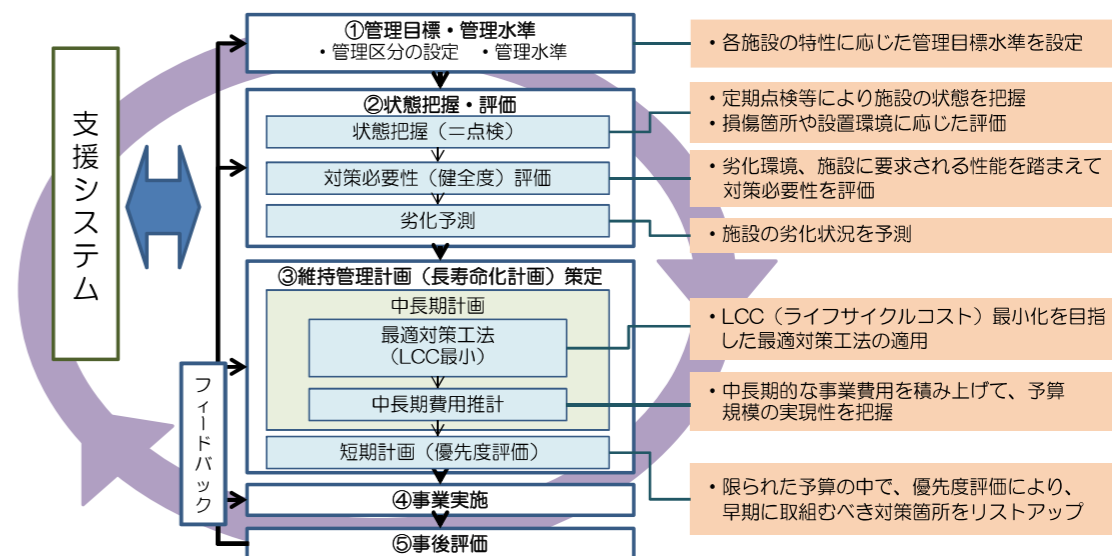 ①管理目標・管理水準
・管理区分の設定　・管理水準
・各施設の特性に応じた管理目標水準を設定
支援システム
②状態把握・評価
状態把握（＝点検）
・定期点検等により施設の状態を把握
・損傷箇所や設置環境に応じた評価
対策必要性（健全度）評価
・劣化環境、施設に要求される性能を踏まえて
対策必要性を評価
劣化予測
・施設の劣化状況を予測
③維持管理計画（長寿命化計画）策定
中長期計画
最適対策工法
（LCC最小）
・LCC（ライフサイクルコスト）最小化を目指
した最適対策工法の適用
中長期費用推計
・中長期的な事業費用を積み上げて、予算
規模の実現性を把握
短期計画（優先度評価）
・限られた予算の中で、優先度評価により、
早期に取組むべき対策箇所をリストアップ
フィードバック
④事業実施
⑤事後評価